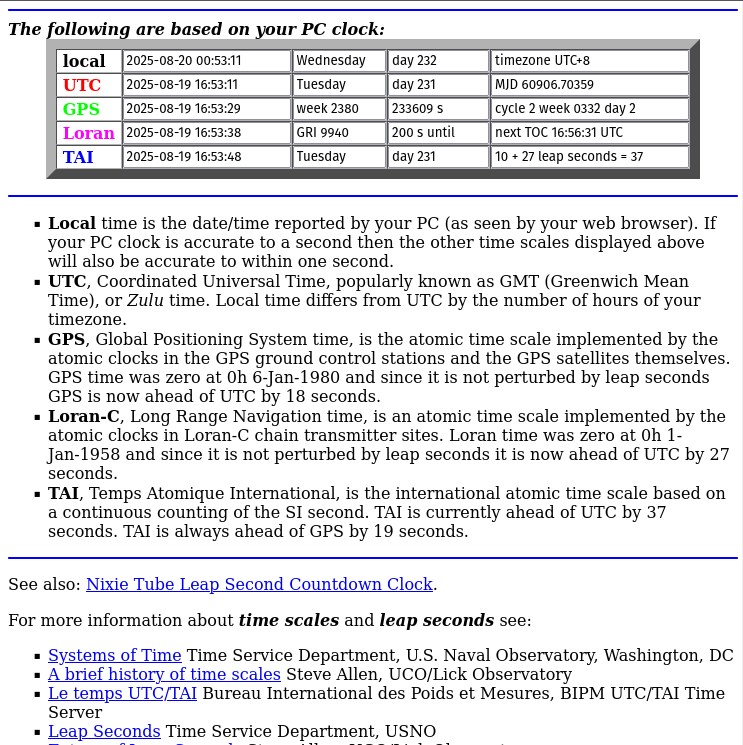 The following are based on your PC clock:
local 2025-08-20 00:53:11 Wednesday day 232 timezone UTC+8
UTC 2025-08-19 16:53:11 Tuesday day 231 MJD 60906.70359
GPS 2025-08-19 16:53:29 week 2380 233609 s cycle 2 week 0332 day 2
Loran 2025-08-19 16:53:38 GRI 9940 200 s until next TOC 16:56:31 UTC
TAI 2025-08-19 16:53:48 Tuesday day 231 10 + 27 leap seconds = 37
▪ Local time is the date/time reported by your PC (as seen by your web browser). If
your PC clock is accurate to a second then the other time scales displayed above
will also be accurate to within one second.
▪ UTC, Coordinated Universal Time, popularly known as GMT (Greenwich Mean
Time), or Zulu time. Local time differs from UTC by the number of hours of your
timezone.
▪ GPS, Global Positioning System time, is the atomic time scale implemented by the
atomic clocks in the GPS ground control stations and the GPS satellites themselves.
GPS time was zero at 0h 6-Jan-1980 and since it is not perturbed by leap seconds
GPS is now ahead of UTC by 18 seconds.
▪ Loran-C, Long Range Navigation time, is an atomic time scale implemented by the
atomic clocks in Loran-C chain transmitter sites. Loran time was zero at 0h 1-
Jan-1958 and since it is not perturbed by leap seconds it is now ahead of UTC by 27
seconds.
▪ TAI, Temps Atomique International, is the international atomic time scale based on
a continuous counting of the SI second. TAI is currently ahead of UTC by 37
seconds. TAI is always ahead of GPS by 19 seconds.
See also: Nixie Tube Leap Second Countdown Clock.
For more information about time scales and leap seconds see:
▪ Systems of Time Time Service Department, U.S. Naval Observatory, Washington, DC
▪ A brief history of time scales Steve Allen, UCO/Lick Observatory
▪ Le temps UTC/TAI Bureau International des Poids et Mesures, BIPM UTC/TAI Time
Server
▪ Leap Seconds Time Service Department, USNO